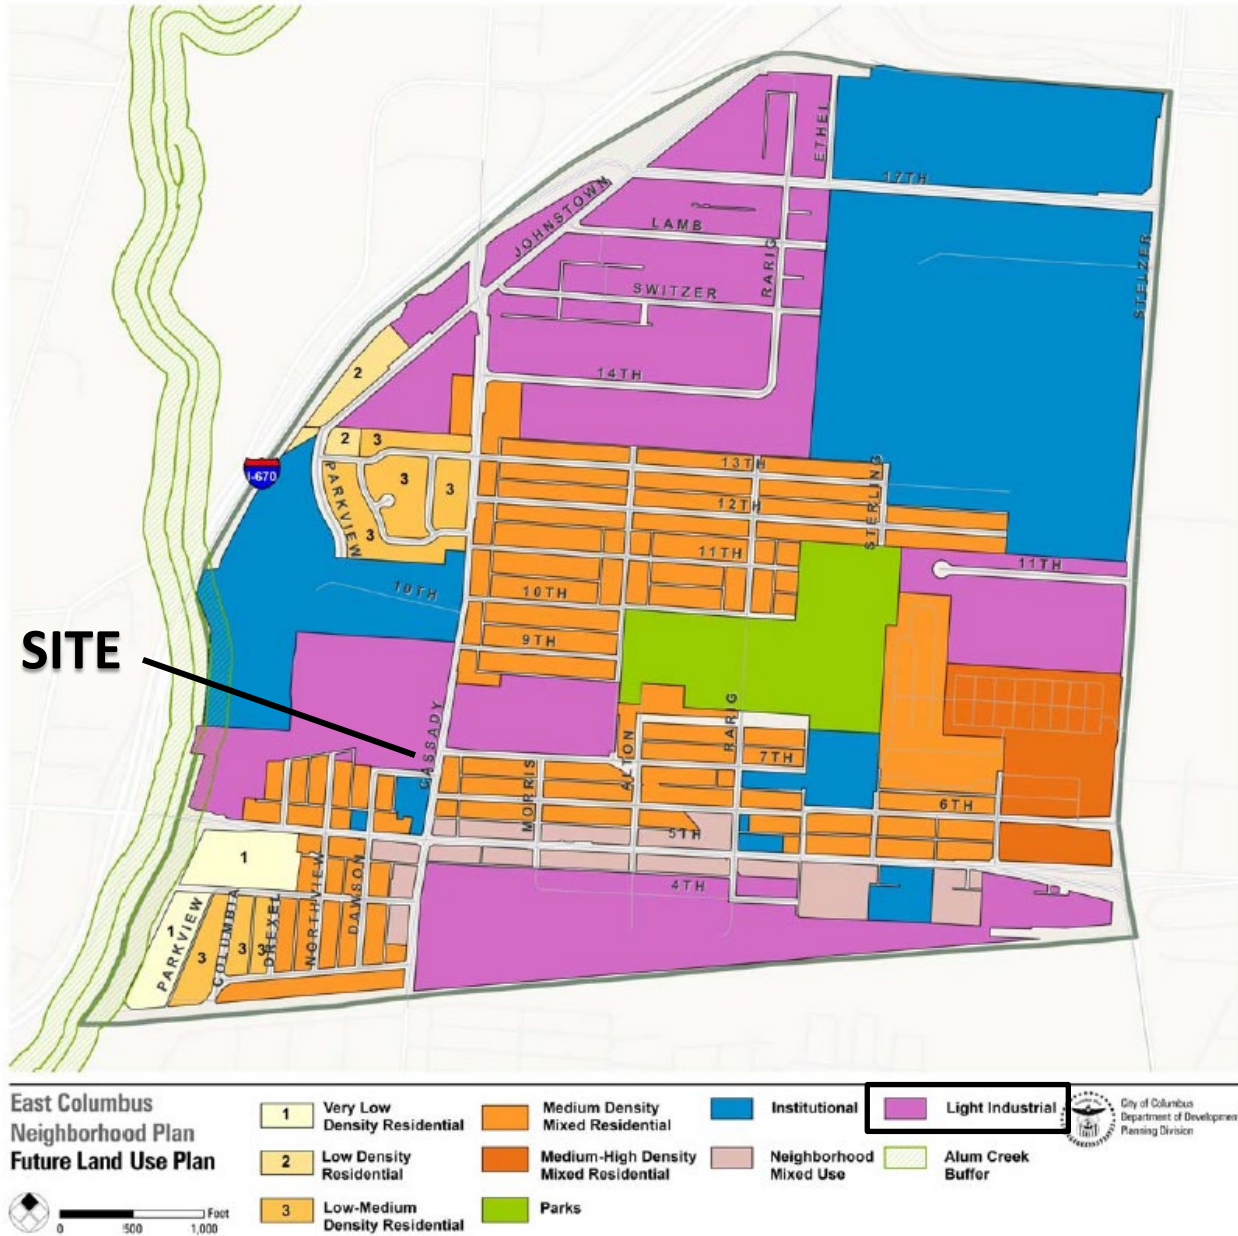 ETHEL
17TH
JOHNSTOWN
LAMB
RARIG
STELZER
SWITZER
14TH
2
2
3
13TH
I-670
PARKVIEW
3
3
STERLING
12TH
3
11TH
11TH
10TH
10TH
9TH
SITE
CASSADY
RARIG
ALTON
7TH
MORRIS
6TH
5TH
1
4TH
NORTHVIEW
DAWSON
COLUMBIA
DREXEL
PARKVIEW
1
3
3
3
East Columbus
Neighborhood Plan
Future Land Use Plan
Feet
0 500 1,000
1 Very Low
Density Residential
2 Low Density
Residential
3 Low-Medium
Density Residential
Medium Density
Mixed Residential
Medium-High Density
Mixed Residential
Parks
Institutional
Neighborhood
Mixed Use
Light Industrial
Alum Creek
Buffer
City of Columbus
Department of Development
Planning Division